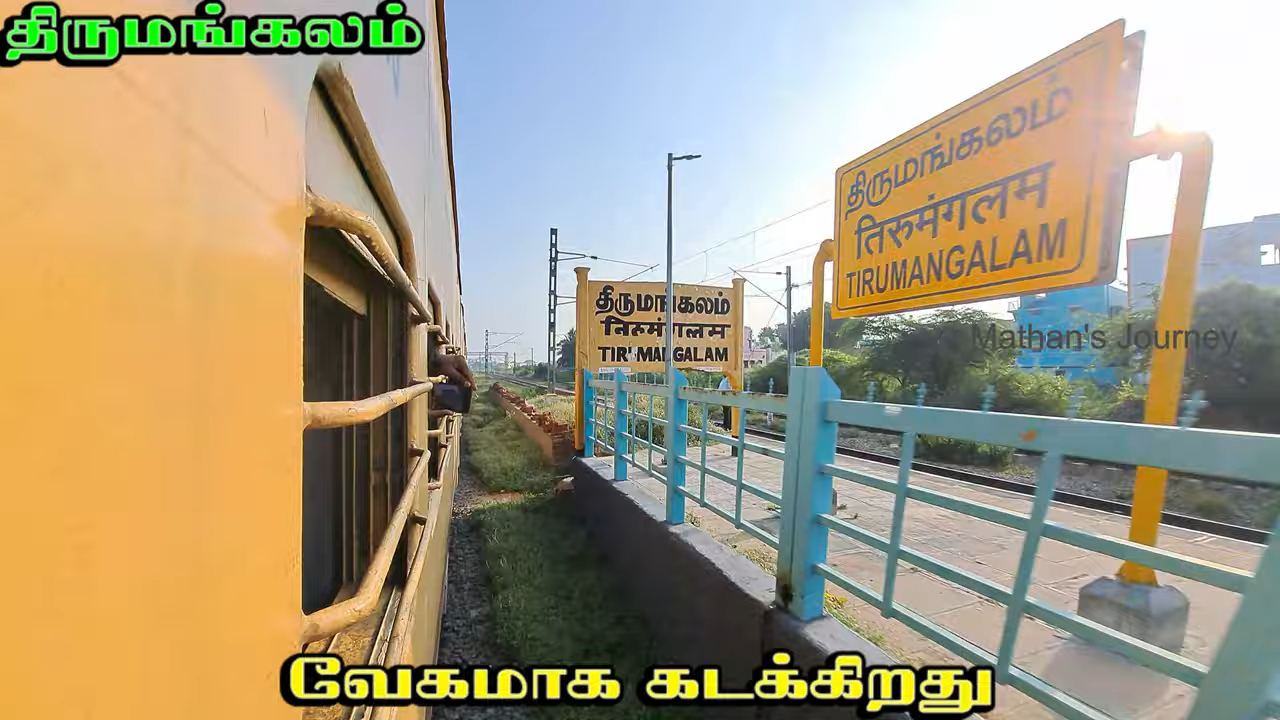 திருமங்கலம்
திருமங்கலம்
तिरुमंगलम
TIRUMANGALAM
திருமங்கலம்
तिरुमंगलम
TIRUMANGALAM
Mathan's Journey
வேகமாக கடக்கிறது